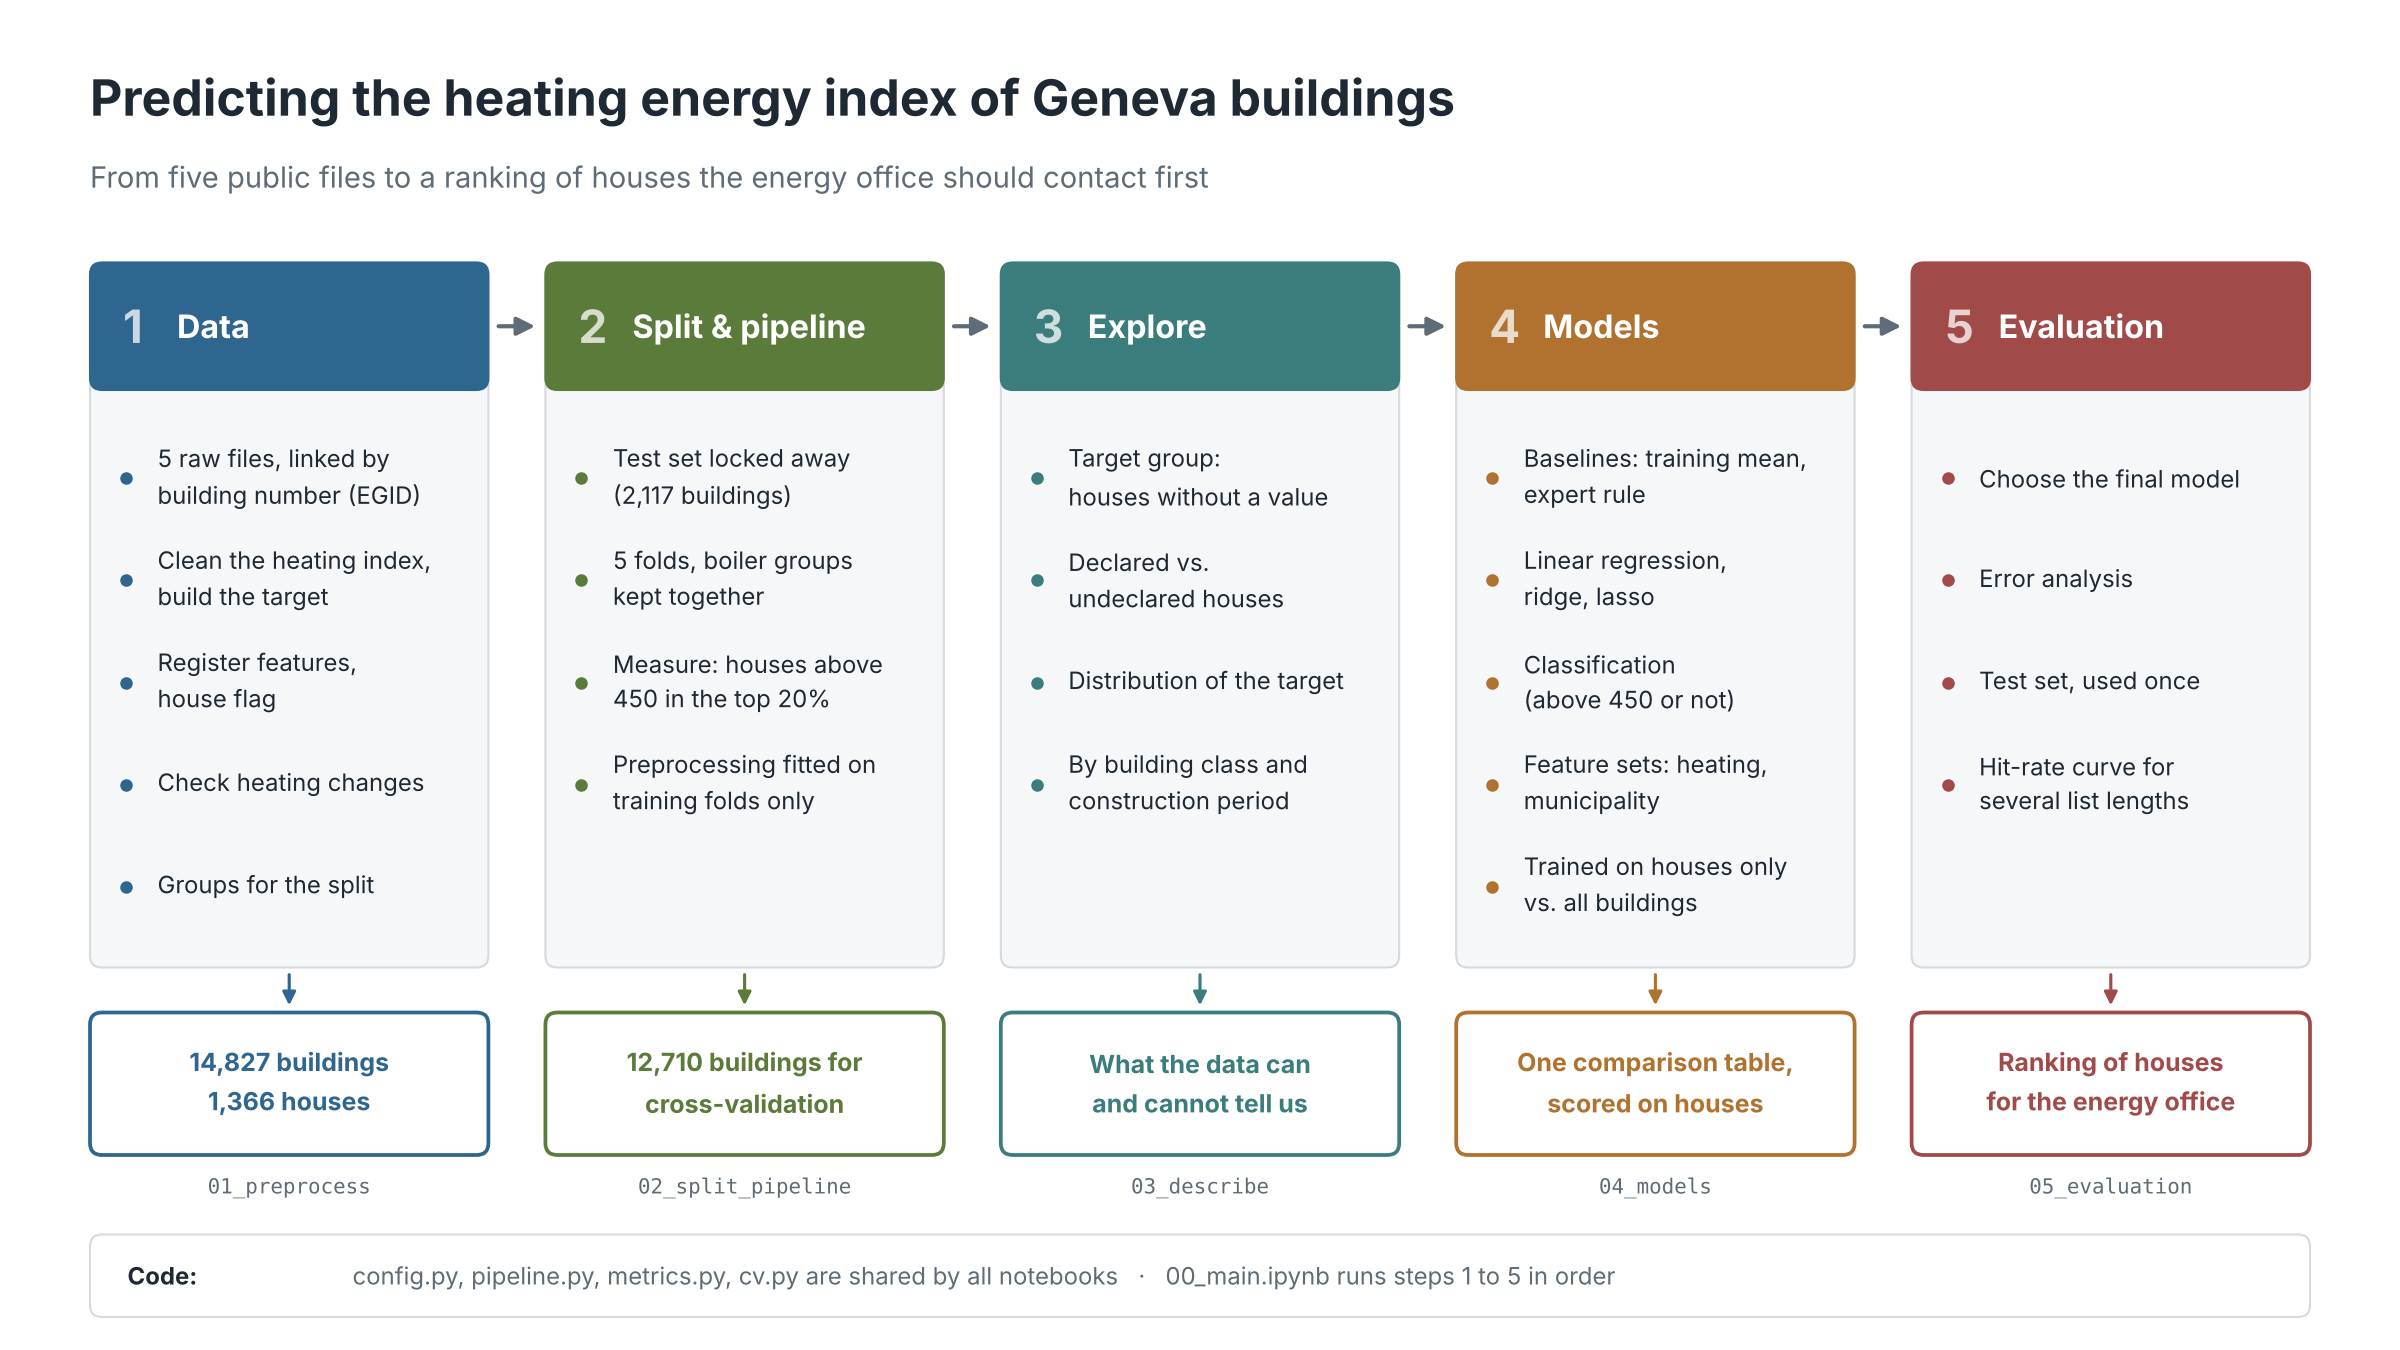 Predicting the heating energy index of Geneva buildings
From five public files to a ranking of houses the energy office should contact first
1 Data
5 raw files, linked by
building number (EGID)
Clean the heating index,
build the target
Register features,
house flag
Check heating changes
Groups for the split
14,827 buildings
1,366 houses
01_preprocess
2 Split & pipeline
Test set locked away
(2,117 buildings)
5 folds, boiler groups
kept together
Measure: houses above
450 in the top 20%
Preprocessing fitted on
training folds only
12,710 buildings for
cross-validation
02_split_pipeline
3 Explore
Target group:
houses without a value
Declared vs.
undeclared houses
Distribution of the target
By building class and
construction period
What the data can
and cannot tell us
03_describe
4 Models
Baselines: training mean,
expert rule
Linear regression,
ridge, lasso
Classification
(above 450 or not)
Feature sets: heating,
municipality
Trained on houses only
vs. all buildings
One comparison table,
scored on houses
04_models
5 Evaluation
Choose the final model
Error analysis
Test set, used once
Hit-rate curve for
several list lengths
Ranking of houses
for the energy office
05_evaluation
Code: config.py, pipeline.py, metrics.py, cv.py are shared by all notebooks · 00_main.ipynb runs steps 1 to 5 in order